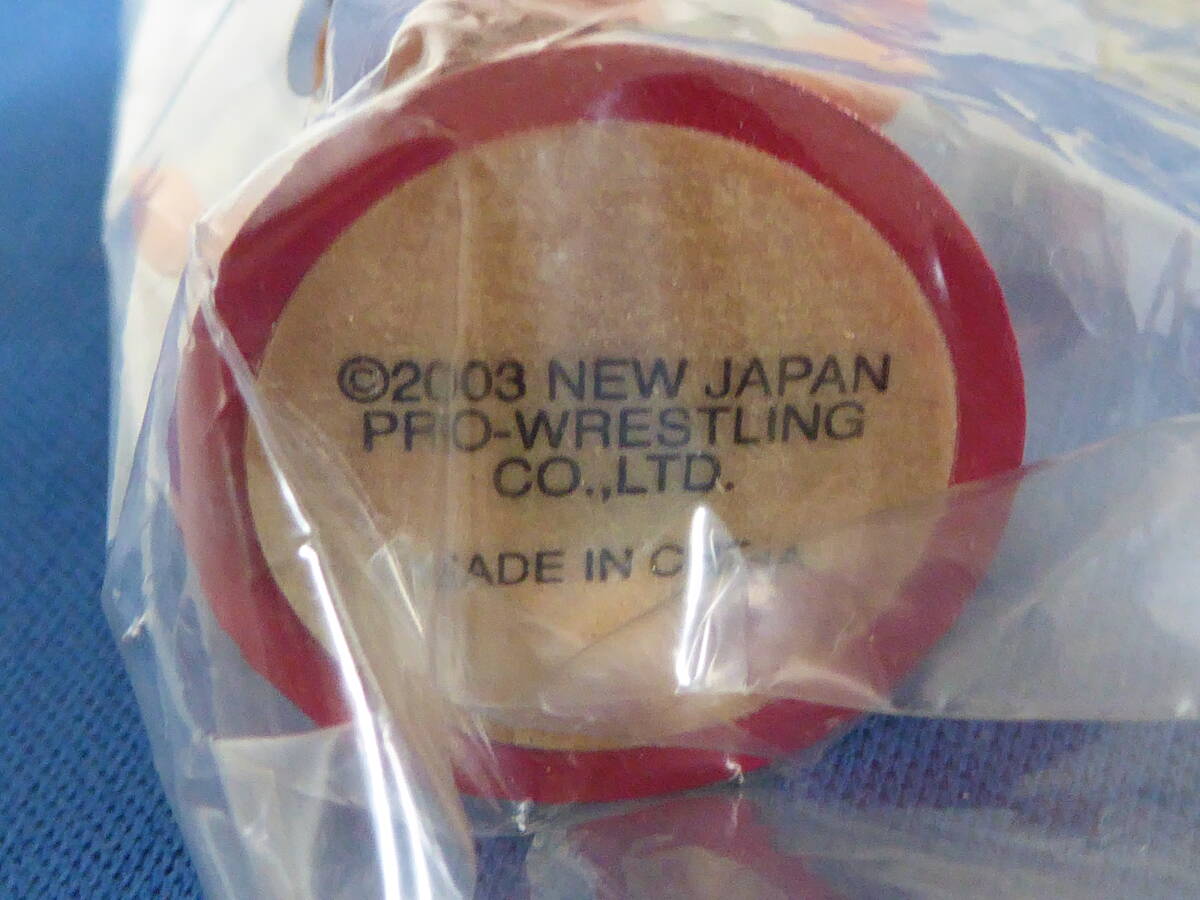 ©2003 NEW JAPAN
PRO-WRESTLING
CO.,LTD.
MADE IN CHINA